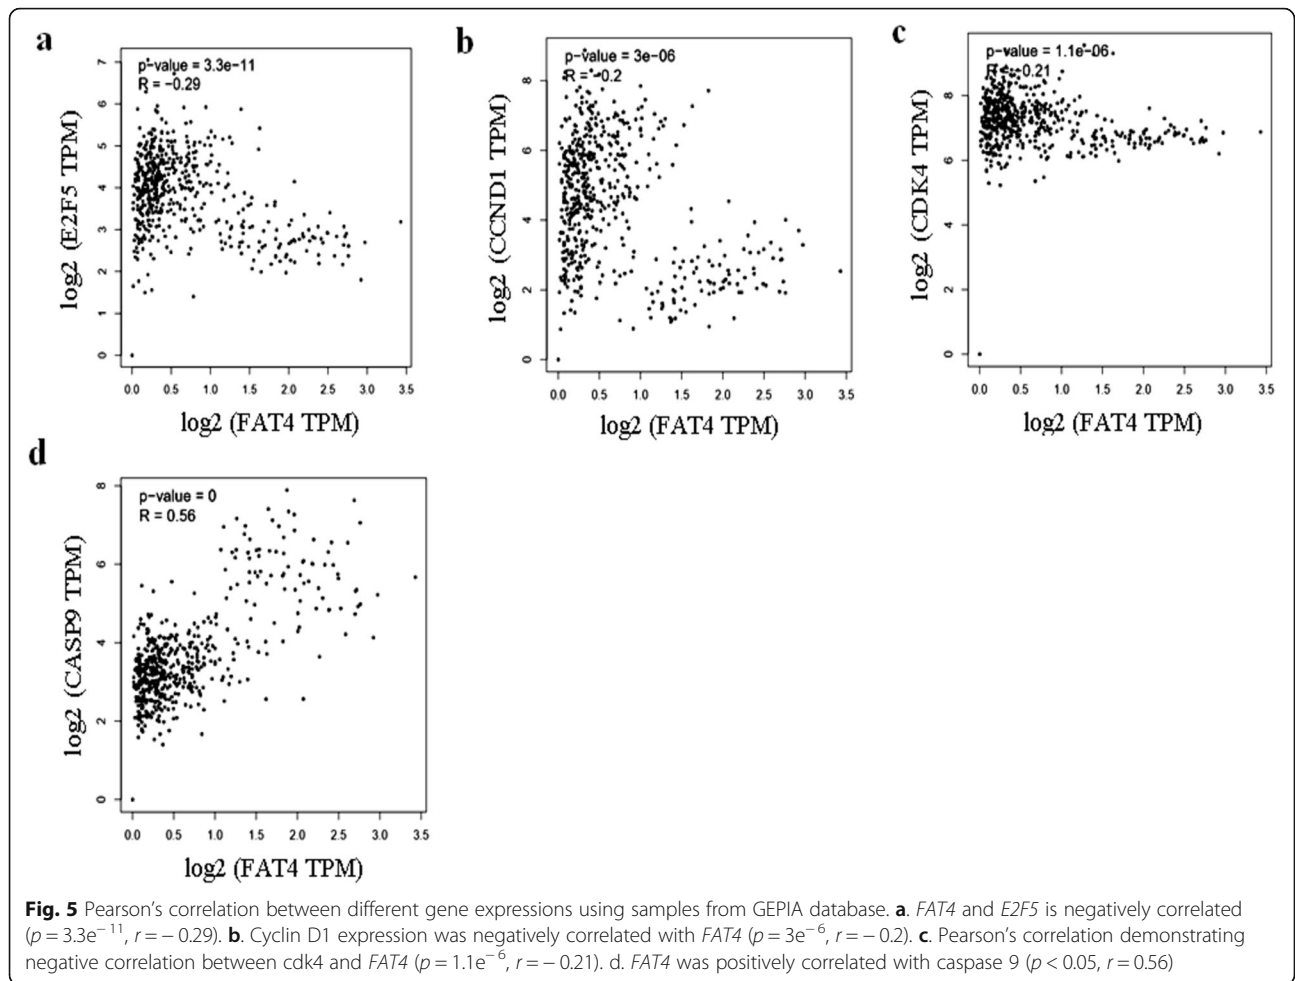 a
p-value = 3.3e-11
R = -0.29
log2 (E2F5 TPM)
7
6
5
4
3
2
1
0
0.0 0.5 1.0 1.5 2.0 2.5 3.0 3.5
log2 (FAT4 TPM)
b
p-value = 3e-06
R = -0.2
log2 (CCND1 TPM)
8
6
4
2
0
0.0 0.5 1.0 1.5 2.0 2.5 3.0 3.5
log2 (FAT4 TPM)
c
p-value = 1.1e-06
R = -0.21
log2 (CDK4 TPM)
8
6
4
2
0
0.0 0.5 1.0 1.5 2.0 2.5 3.0 3.5
log2 (FAT4 TPM)
d
p-value = 0
R = 0.56
log2 (CASP9 TPM)
8
6
4
2
0
0.0 0.5 1.0 1.5 2.0 2.5 3.0 3.5
log2 (FAT4 TPM)
Fig. 5 Pearson's correlation between different gene expressions using samples from GEPIA database. a. FAT4 and E2F5 is negatively correlated
(p = 3.3e⁻¹¹, r = − 0.29). b. Cyclin D1 expression was negatively correlated with FAT4 (p = 3e⁻⁶, r = − 0.2). c. Pearson's correlation demonstrating
negative correlation between cdk4 and FAT4 (p = 1.1e⁻⁶, r = − 0.21). d. FAT4 was positively correlated with caspase 9 (p < 0.05, r = 0.56)